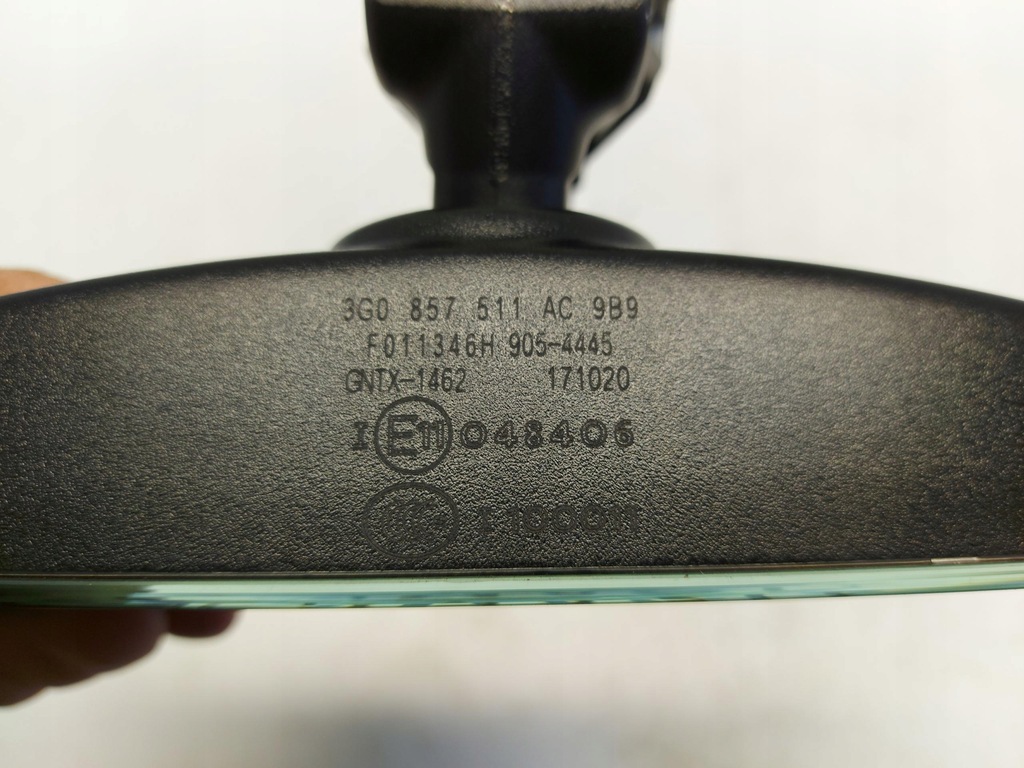 3G0 857 511 AC 9B9
F011346H 905-4445
GNTX-1462 171020
I E11 048406